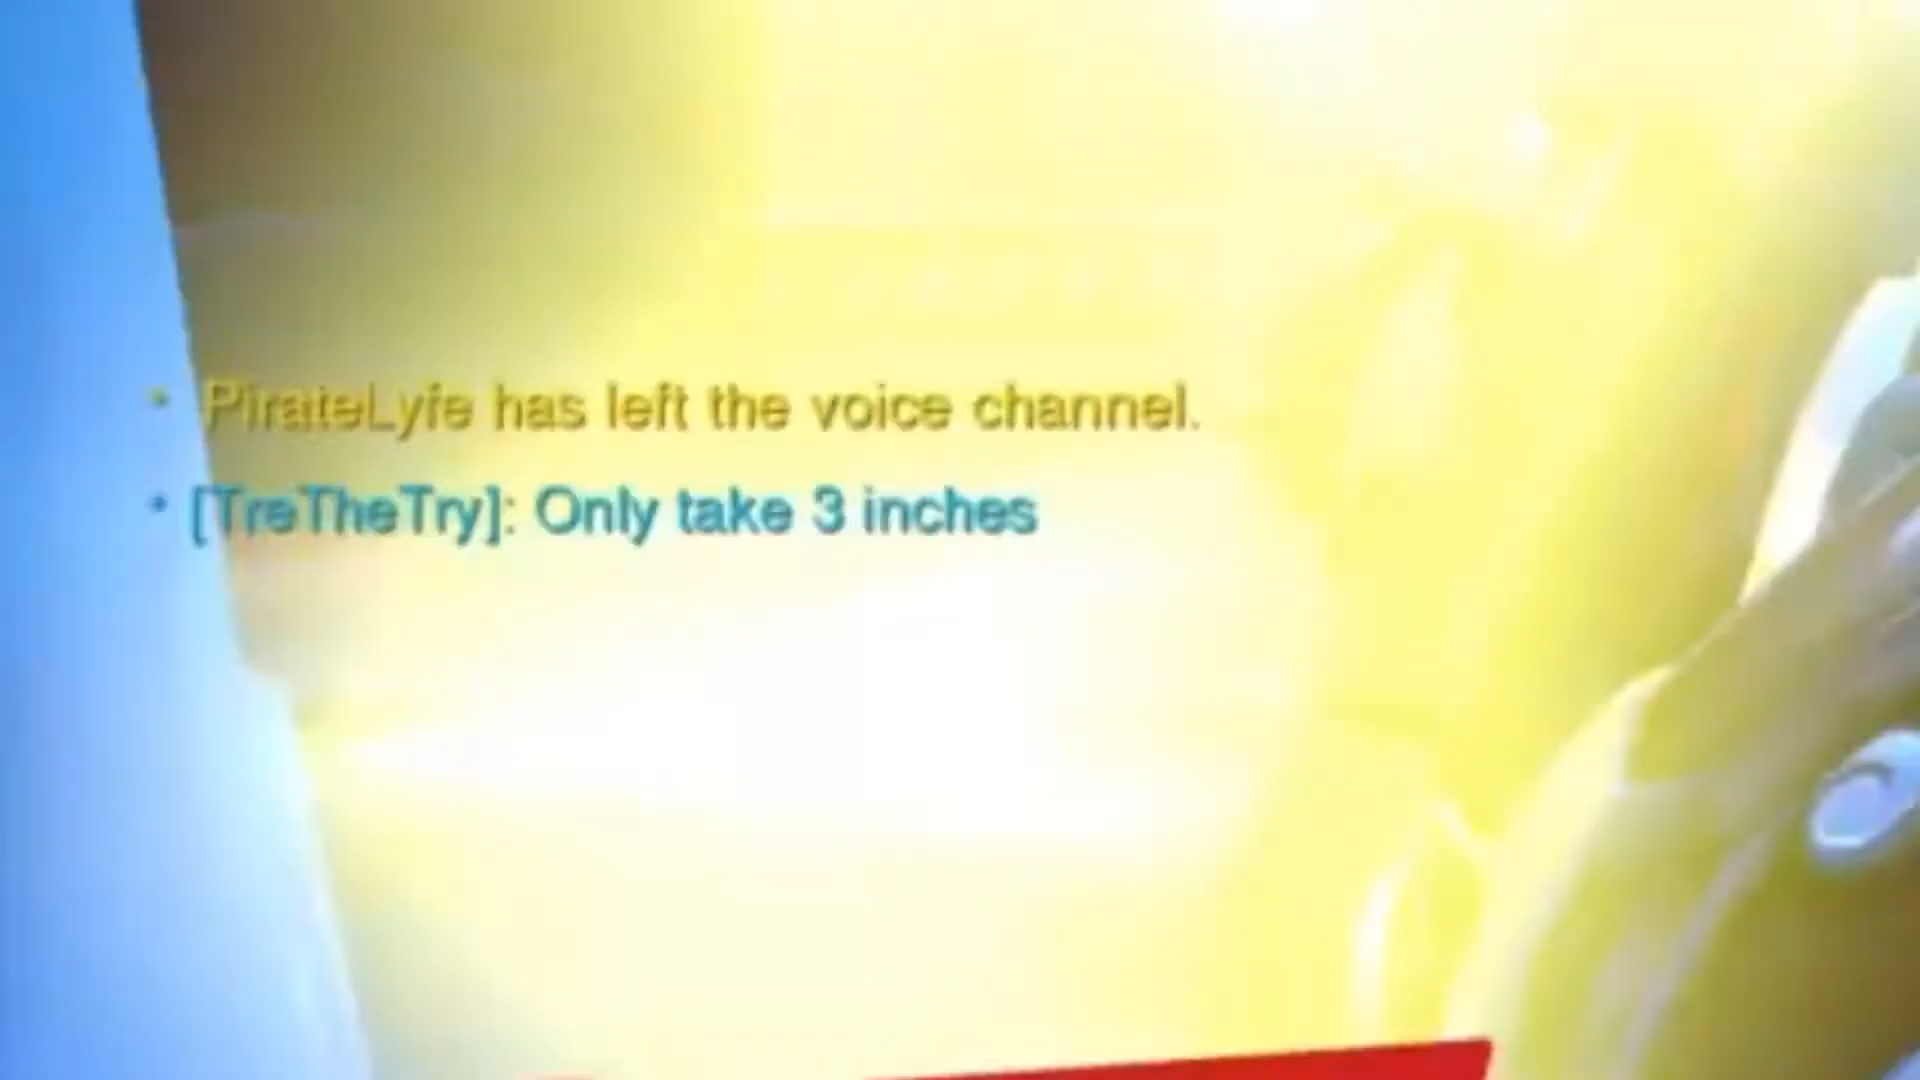 PirateLyfe has left the voice channel.
[TreTheTry]: Only take 3 inches